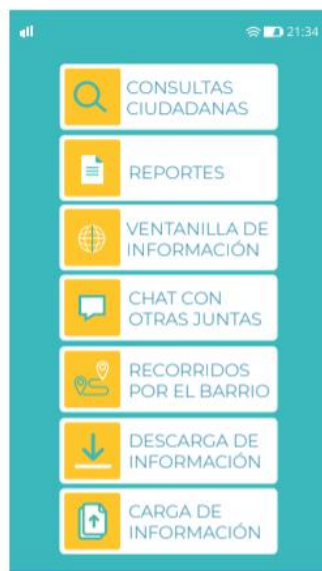 21:34
CONSULTAS
CIUDADANAS
REPORTES
VENTANILLA DE
INFORMACIÓN
CHAT CON
OTRAS JUNTAS
RECORRIDOS
POR EL BARRIO
DESCARGA DE
INFORMACIÓN
CARGA DE
INFORMACIÓN